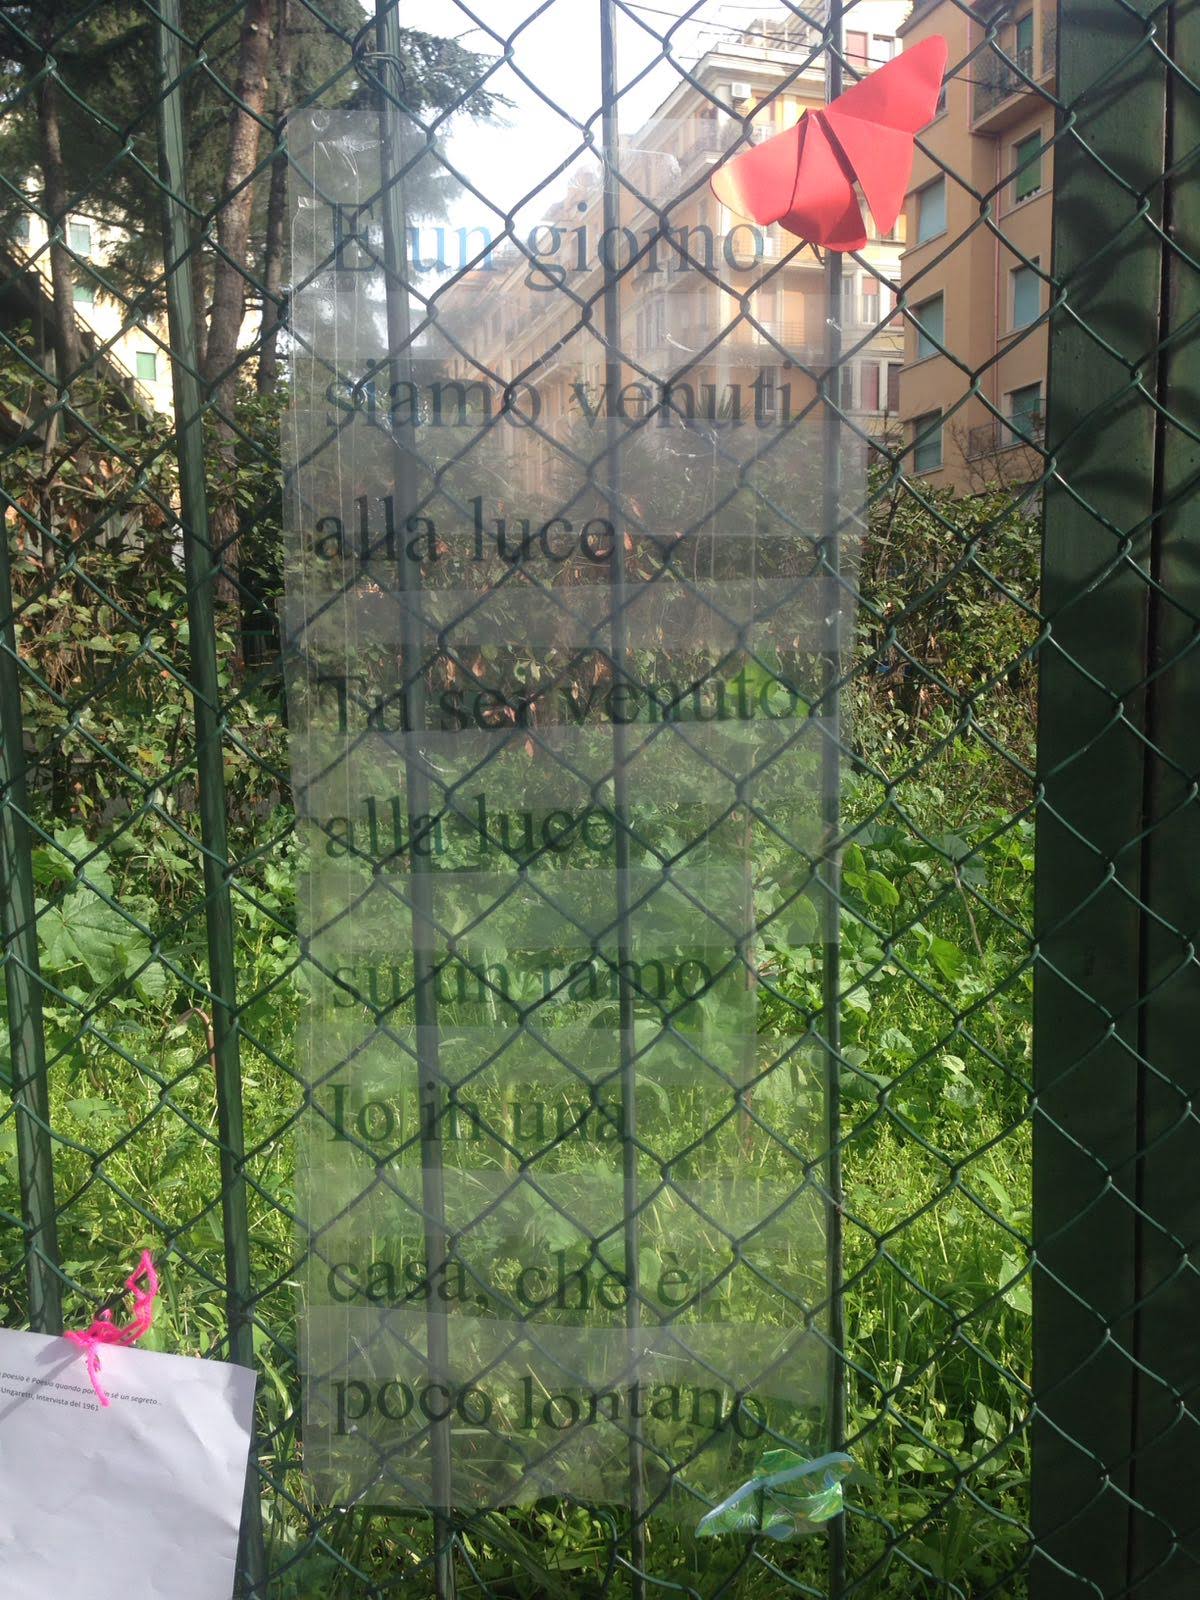 E un giorno
siamo venuti
alla luce
Tu sei venuto
alla luce
su un ramo
Io in una
casa, che è
poco lontano
poesia è Poesia quando porta in sé un segreto
Ungaretti, Intervista del 1961